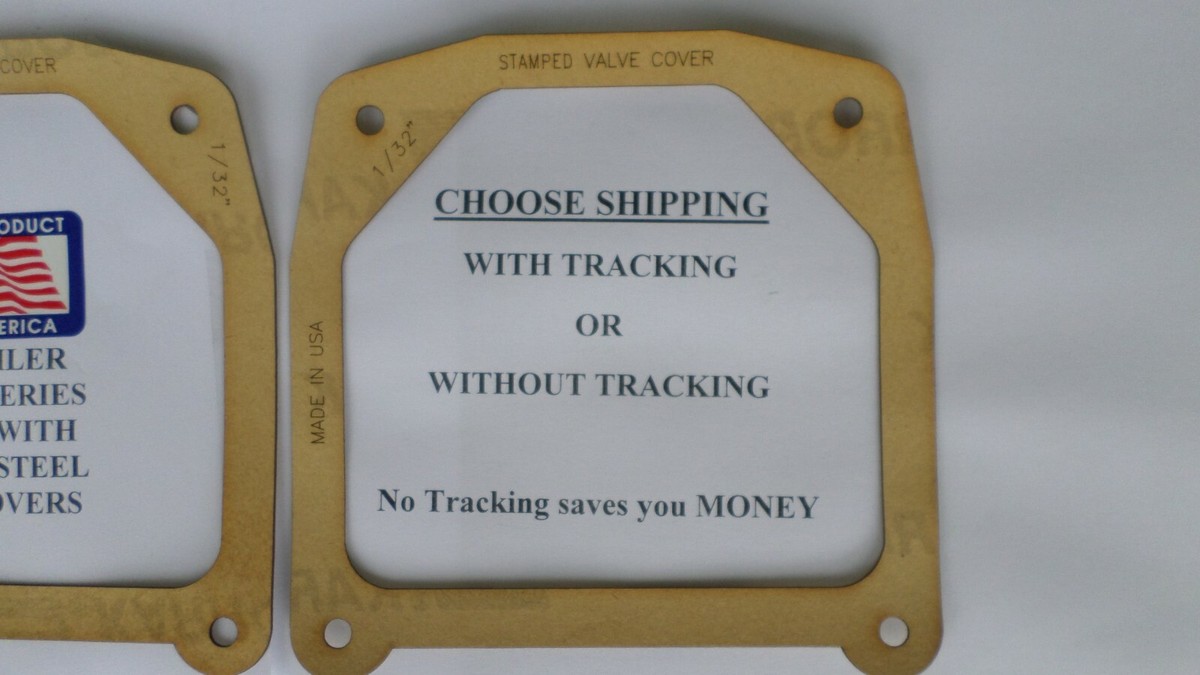 COVER
1/32"
ODUCT
ERICA
ILER
ERIES
WITH
STEEL
OVERS
STAMPED VALVE COVER
1/32"
MADE IN USA
CHOOSE SHIPPING
WITH TRACKING
OR
WITHOUT TRACKING
No Tracking saves you MONEY